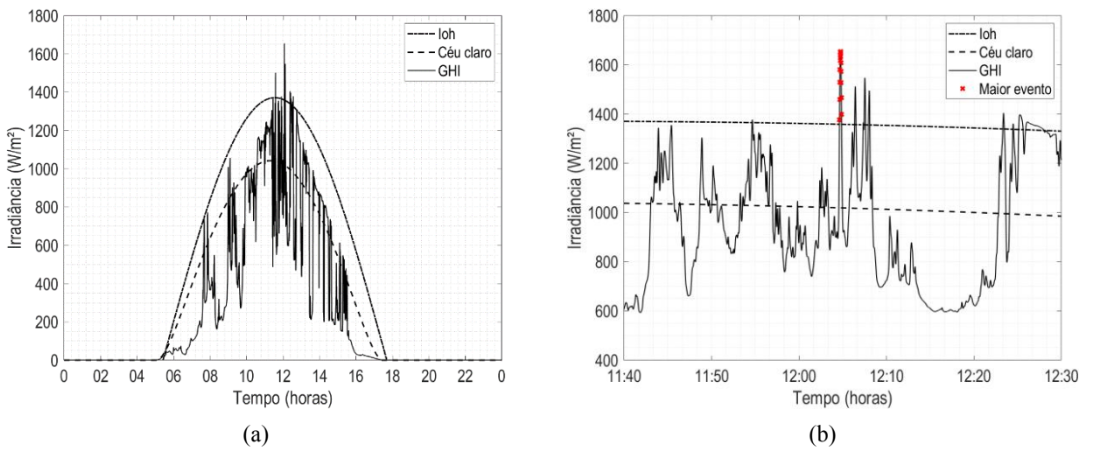 1800
1600
1400
1200
1000
800
600
400
200
0
Irradiância (W/m²)
Ioh
Céu claro
GHI
0 02 04 06 08 10 12 14 16 18 20 22 0
Tempo (horas)
(a)
1800
1600
1400
1200
1000
800
600
400
Irradiância (W/m²)
Ioh
Céu claro
GHI
Maior evento
11:40 11:50 12:00 12:10 12:20 12:30
Tempo (horas)
(b)